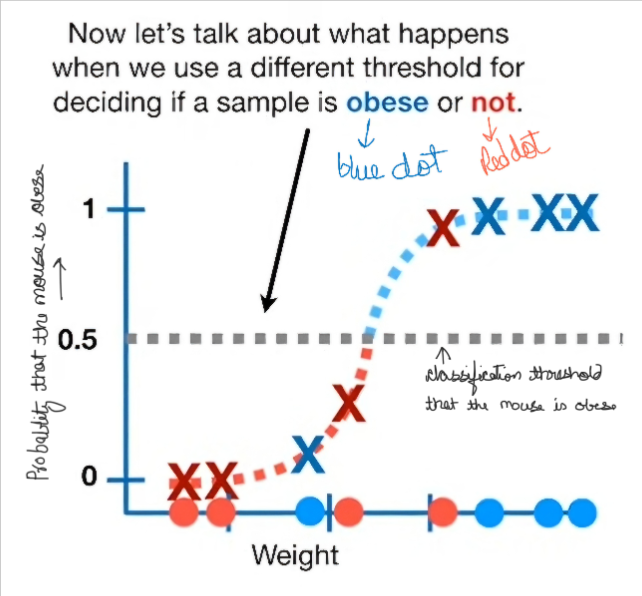 Now let's talk about what happens
when we use a different threshold for
deciding if a sample is obese or not.
blue dot
Red dot
Probability that the mouse is obese
1
0.5
classification threshold
that the mouse is obese
0
Weight